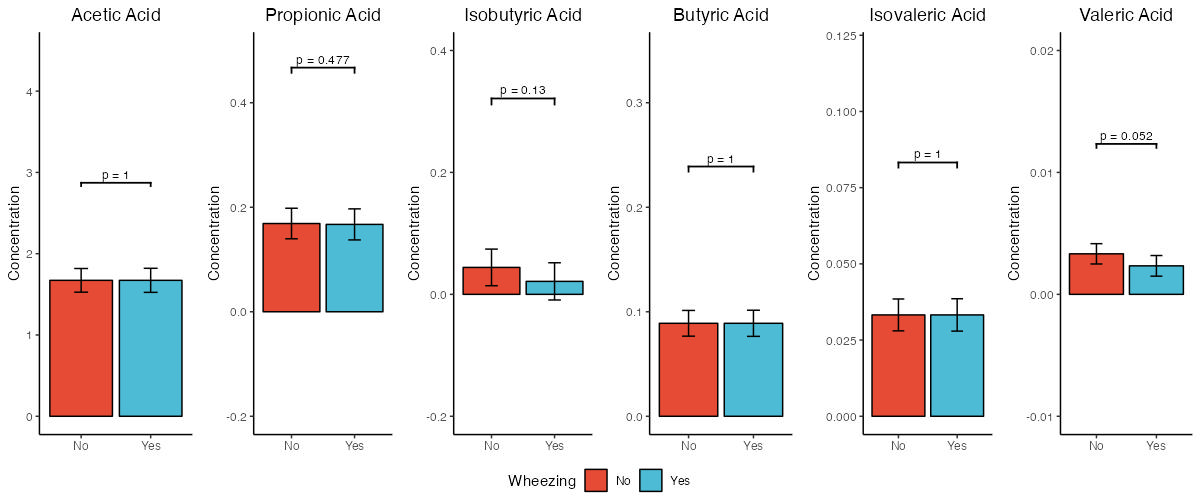 Acetic Acid
Propionic Acid
Isobutyric Acid
Butyric Acid
Isovaleric Acid
Valeric Acid
Concentration
4
3
2
1
0
p = 1
No
Yes
Concentration
0.4
0.2
0.0
-0.2
p = 0.477
No
Yes
Concentration
0.4
0.2
0.0
-0.2
p = 0.13
No
Yes
Concentration
0.3
0.2
0.1
0.0
p = 1
No
Yes
Concentration
0.125
0.100
0.075
0.050
0.025
0.000
p = 1
No
Yes
Concentration
0.02
0.01
0.00
-0.01
p = 0.052
No
Yes
Wheezing No Yes